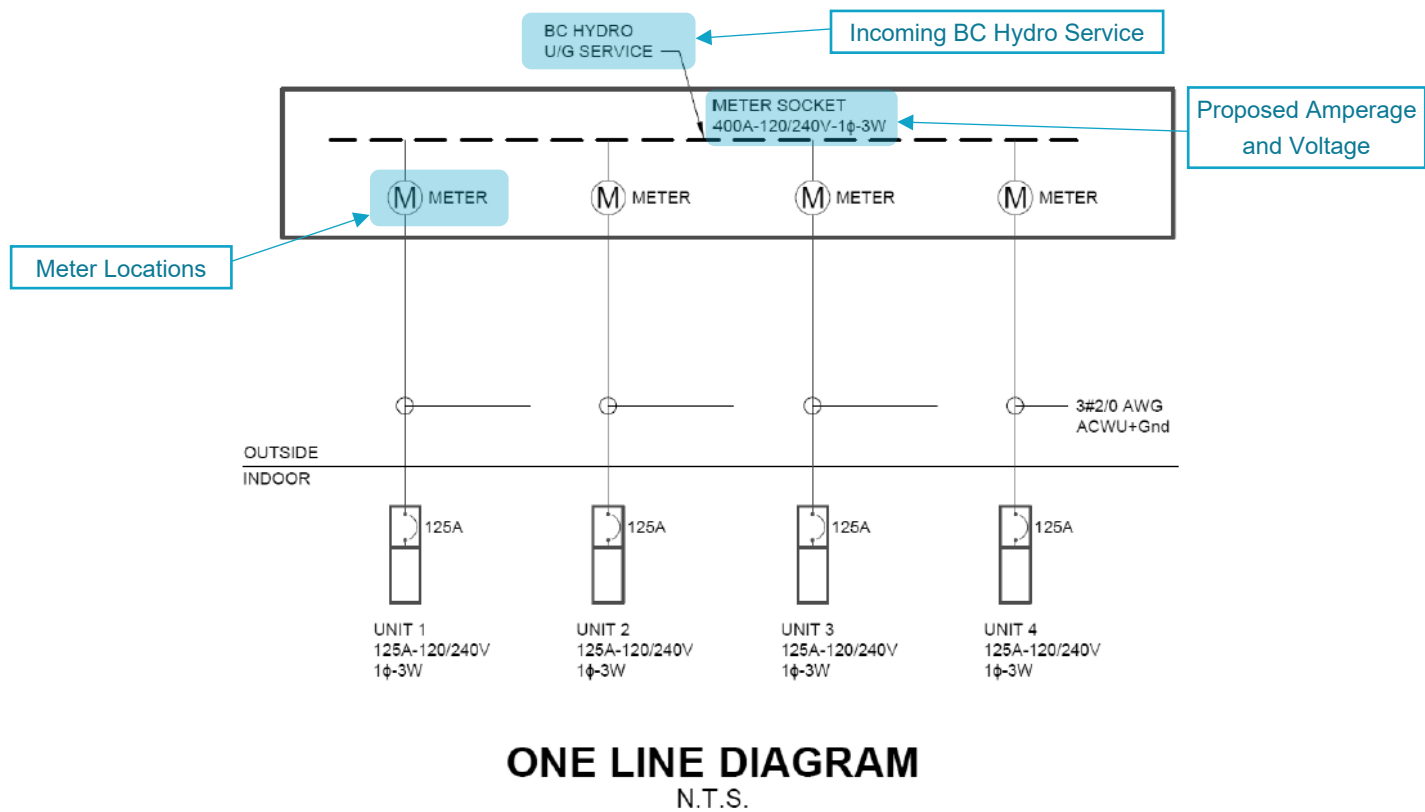 BC HYDRO
U/G SERVICE
Incoming BC Hydro Service
METER SOCKET
400A-120/240V-1ϕ-3W
Proposed Amperage
and Voltage
M METER
M METER
M METER
M METER
Meter Locations
3#2/0 AWG
ACWU+Gnd
OUTSIDE
INDOOR
125A
125A
125A
125A
UNIT 1
125A-120/240V
1ϕ-3W
UNIT 2
125A-120/240V
1ϕ-3W
UNIT 3
125A-120/240V
1ϕ-3W
UNIT 4
125A-120/240V
1ϕ-3W
ONE LINE DIAGRAM
N.T.S.